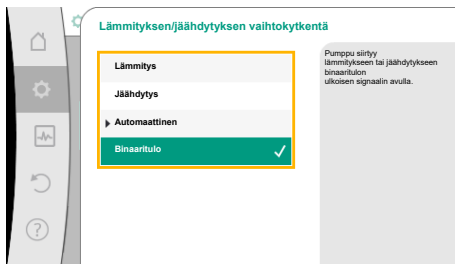 Lämmityksen/jäähdytyksen vaihtokytkentä
Lämmitys
Jäähdytys
Automaattinen
Binaaritulo
Pumppu siirtyy
lämmitykseen tai jäähdytykseen
binaaritulon
ulkoisen signaalin avulla.
?